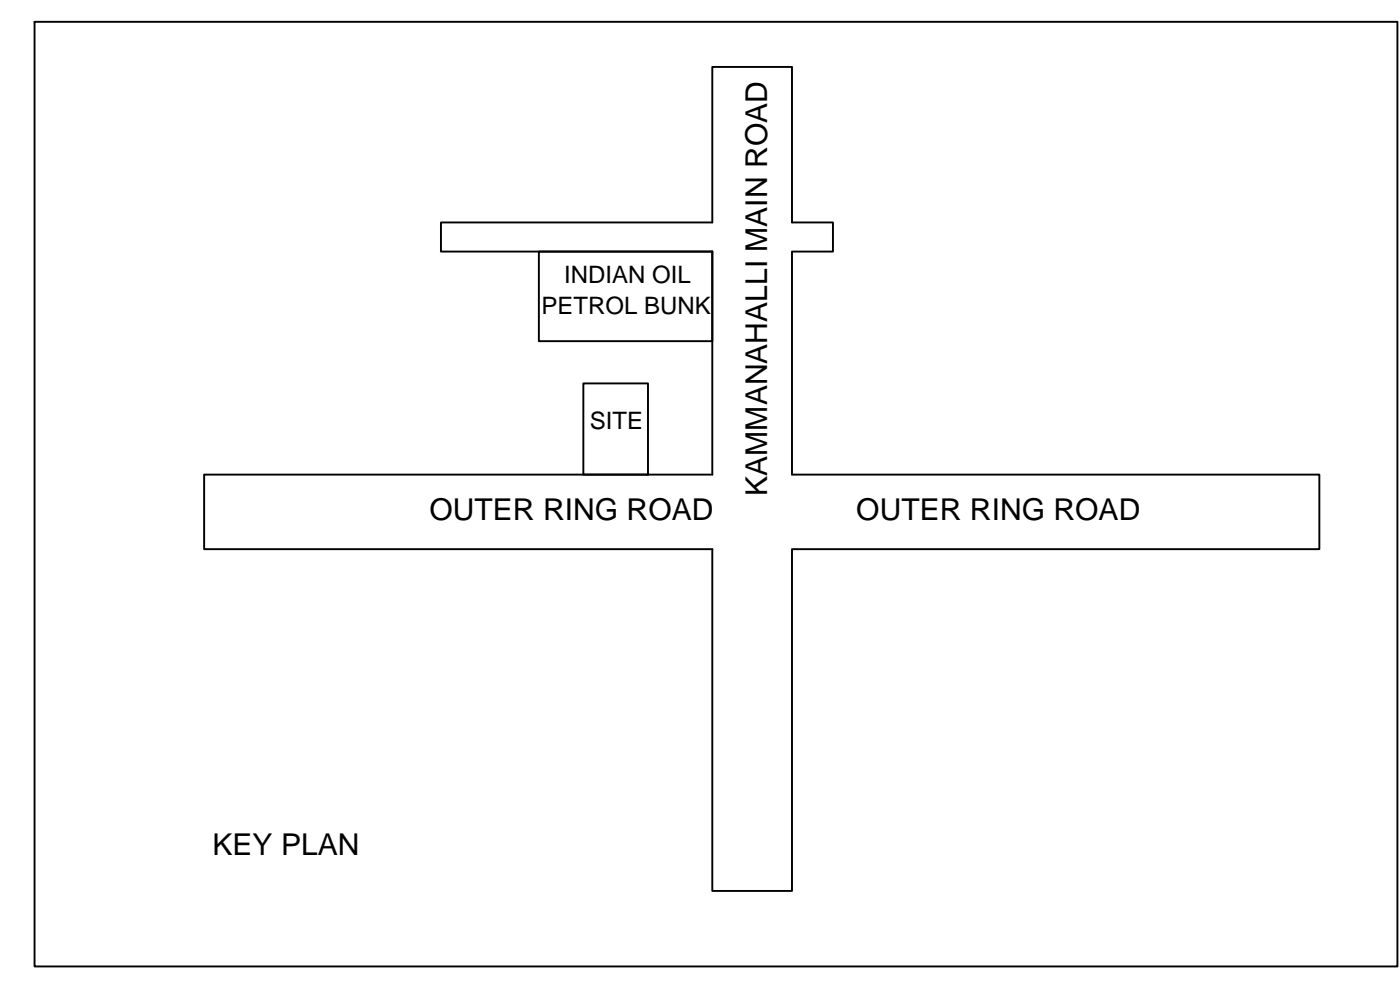 KAMMANAHALLI MAIN ROAD
INDIAN OIL
PETROL BUNK
SITE
OUTER RING ROAD
OUTER RING ROAD
KEY PLAN